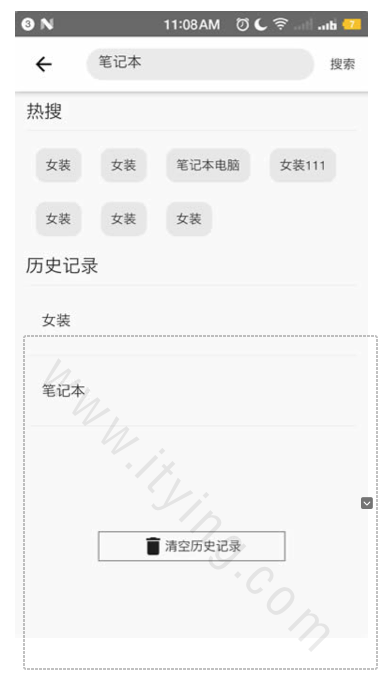 3 N 11:08AM 7
笔记本 搜索
热搜
女装 女装 笔记本电脑 女装111
女装 女装 女装
历史记录
女装
笔记本
清空历史记录
www.itying.com